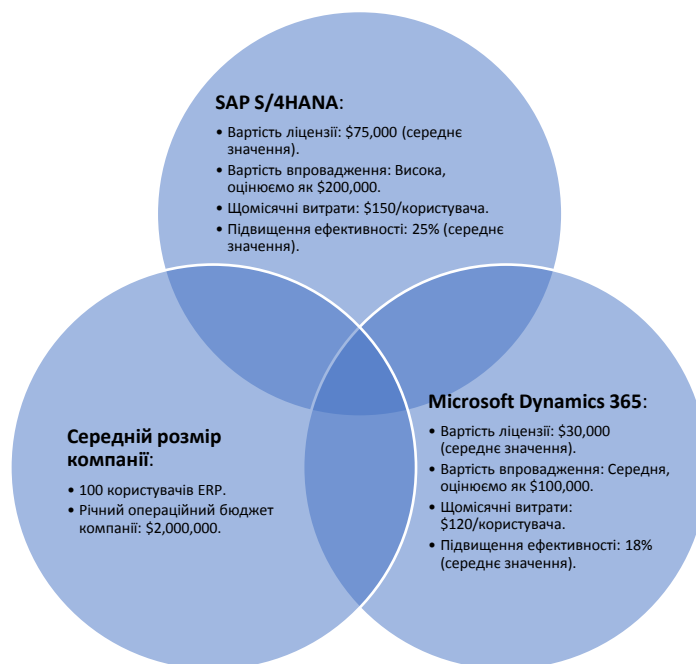 SAP S/4HANA:
• Вартість ліцензії: $75,000 (середнє
значення).
• Вартість впровадження: Висока,
оцінюємо як $200,000.
• Щомісячні витрати: $150/користувача.
• Підвищення ефективності: 25% (середнє
значення).
Середній розмір
компанії:
• 100 користувачів ERP.
• Річний операційний бюджет
компанії: $2,000,000.
Microsoft Dynamics 365:
• Вартість ліцензії: $30,000
(середнє значення).
• Вартість впровадження: Середня,
оцінюємо як $100,000.
• Щомісячні витрати:
$120/користувача.
• Підвищення ефективності: 18%
(середнє значення).